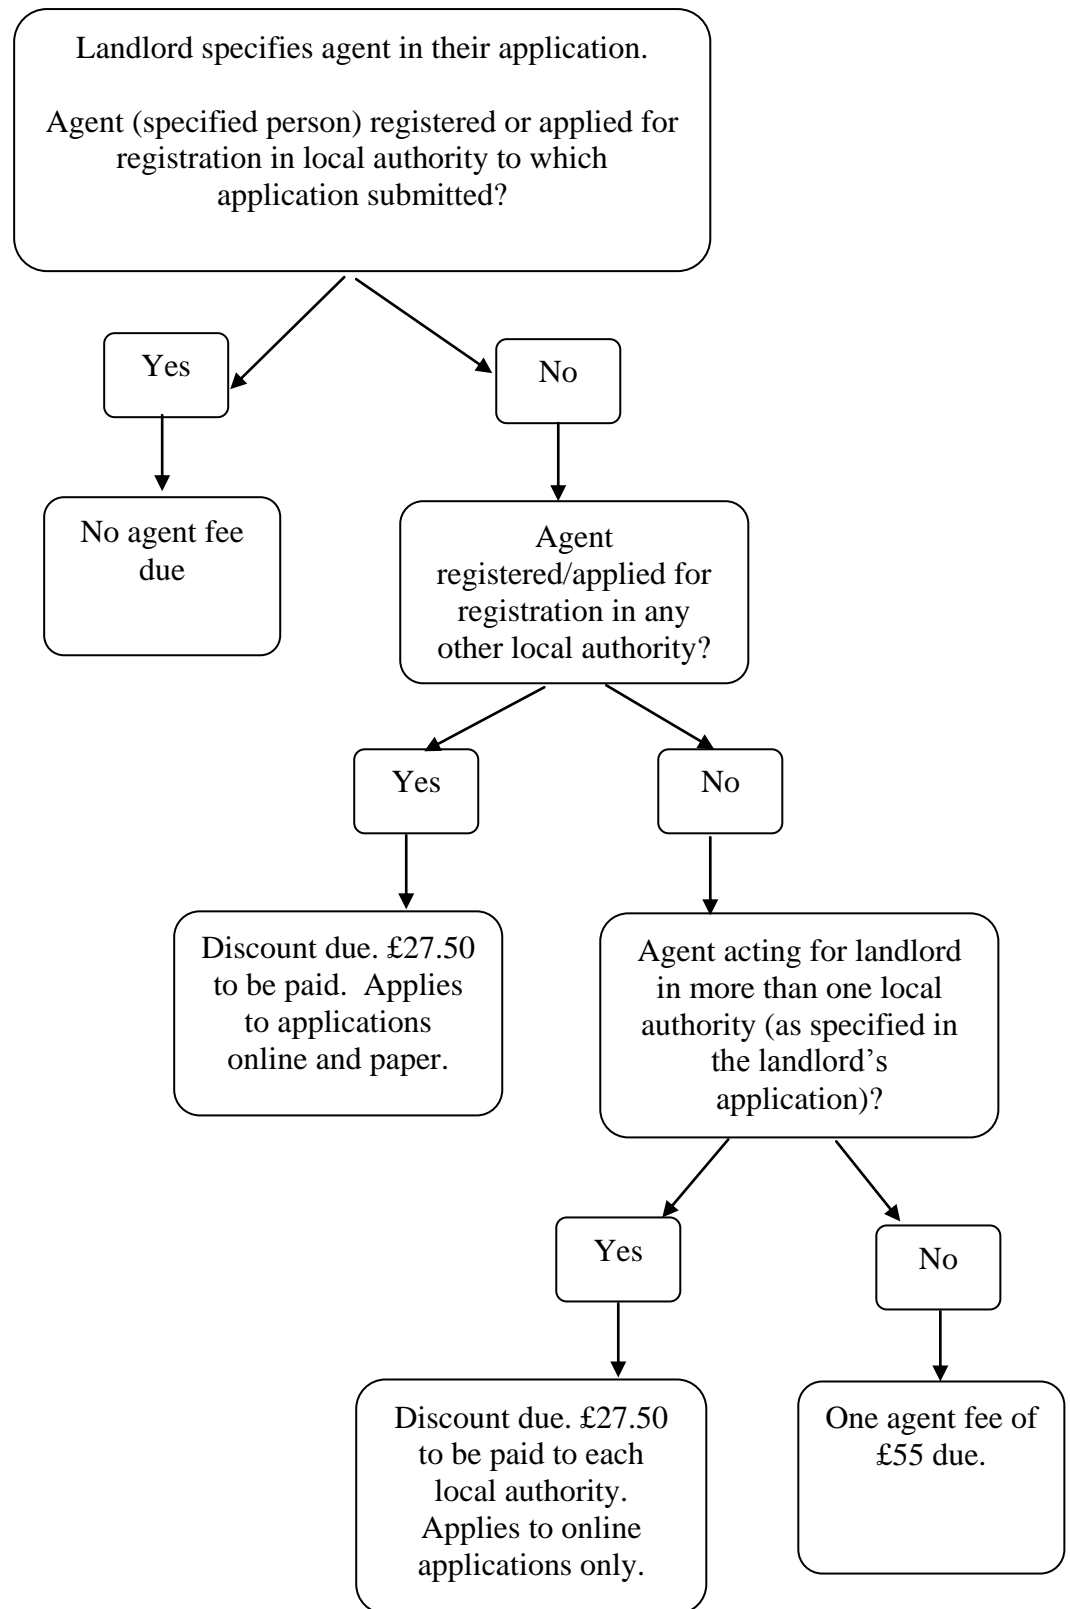 Landlord specifies agent in their application.
Agent (specified person) registered or applied for
registration in local authority to which
application submitted?
Yes
No
No agent fee
due
Agent
registered/applied for
registration in any
other local authority?
Yes
No
Discount due. £27.50
to be paid.  Applies
to applications
online and paper.
Agent acting for landlord
in more than one local
authority (as specified in
the landlord’s
application)?
Yes
No
Discount due. £27.50
to be paid to each
local authority.
Applies to online
applications only.
One agent fee of
£55 due.